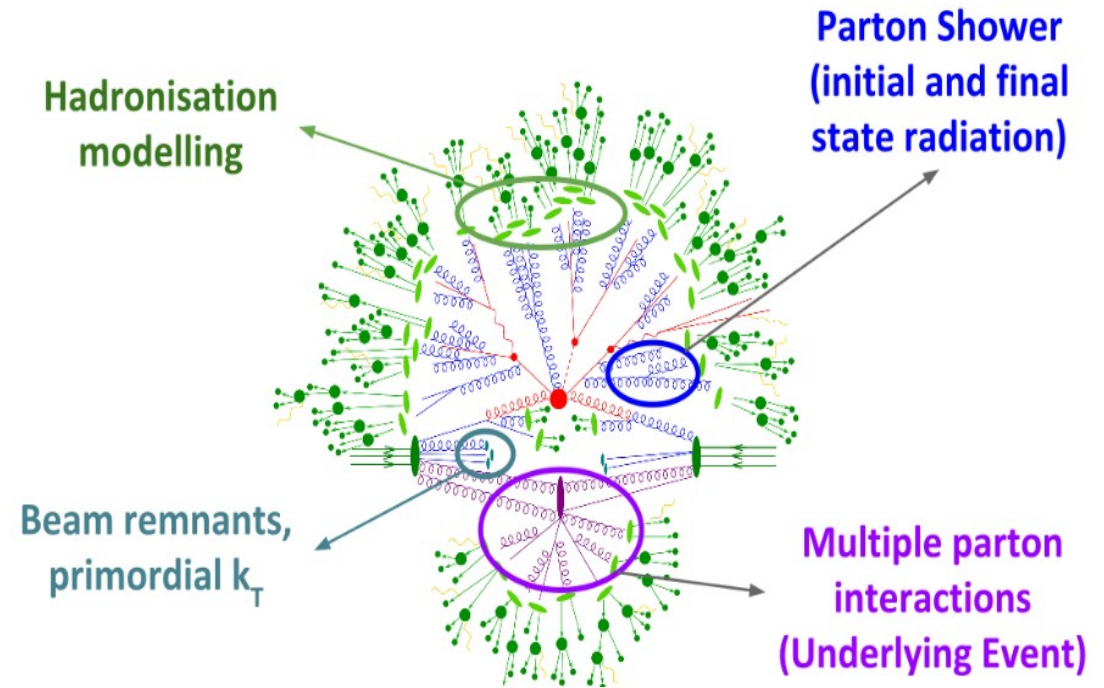 Parton Shower
(initial and final
state radiation)
Hadronisation
modelling
Beam remnants,
primordial k_T
Multiple parton
interactions
(Underlying Event)